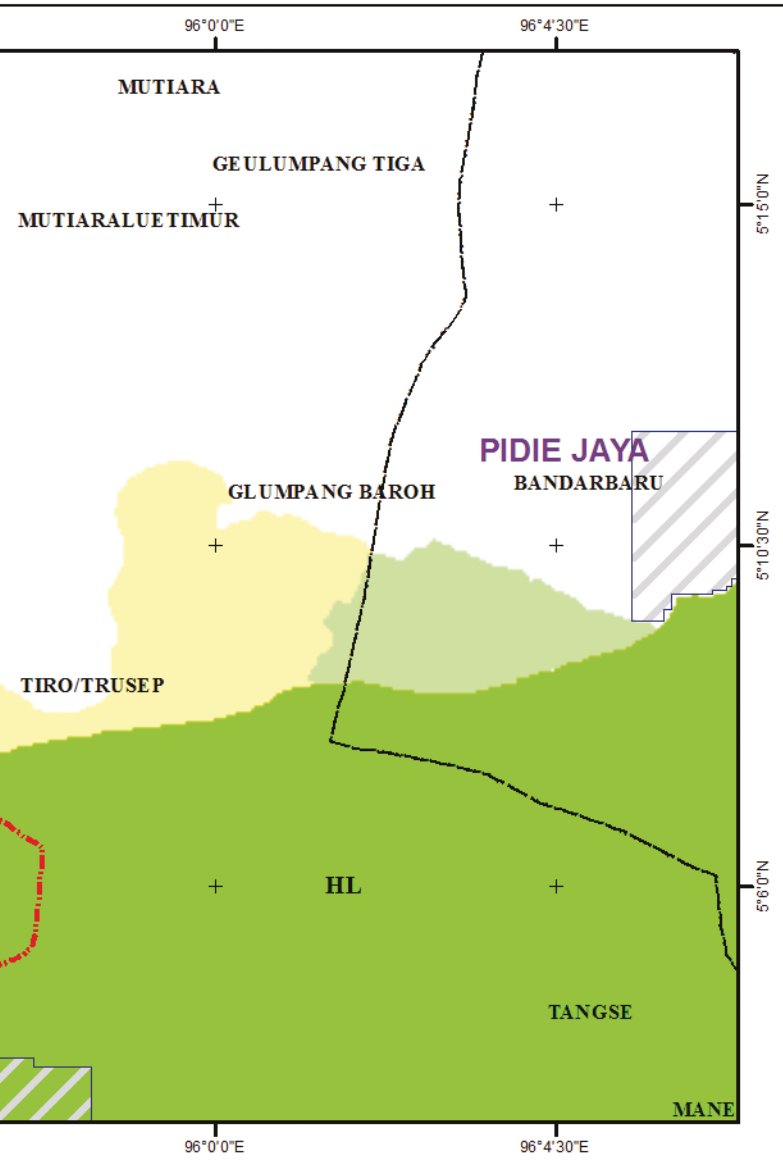 96°0'0"E
96°4'30"E
MUTIARA
GEULUMPANG TIGA
5°15'0"N
MUTIARALUETIMUR
PIDIE JAYA
BANDARBARU
GLUMPANG BAROH
5°10'30"N
TIRO/TRUSEP
HL
5°6'0"N
TANGSE
MANE
96°0'0"E
96°4'30"E